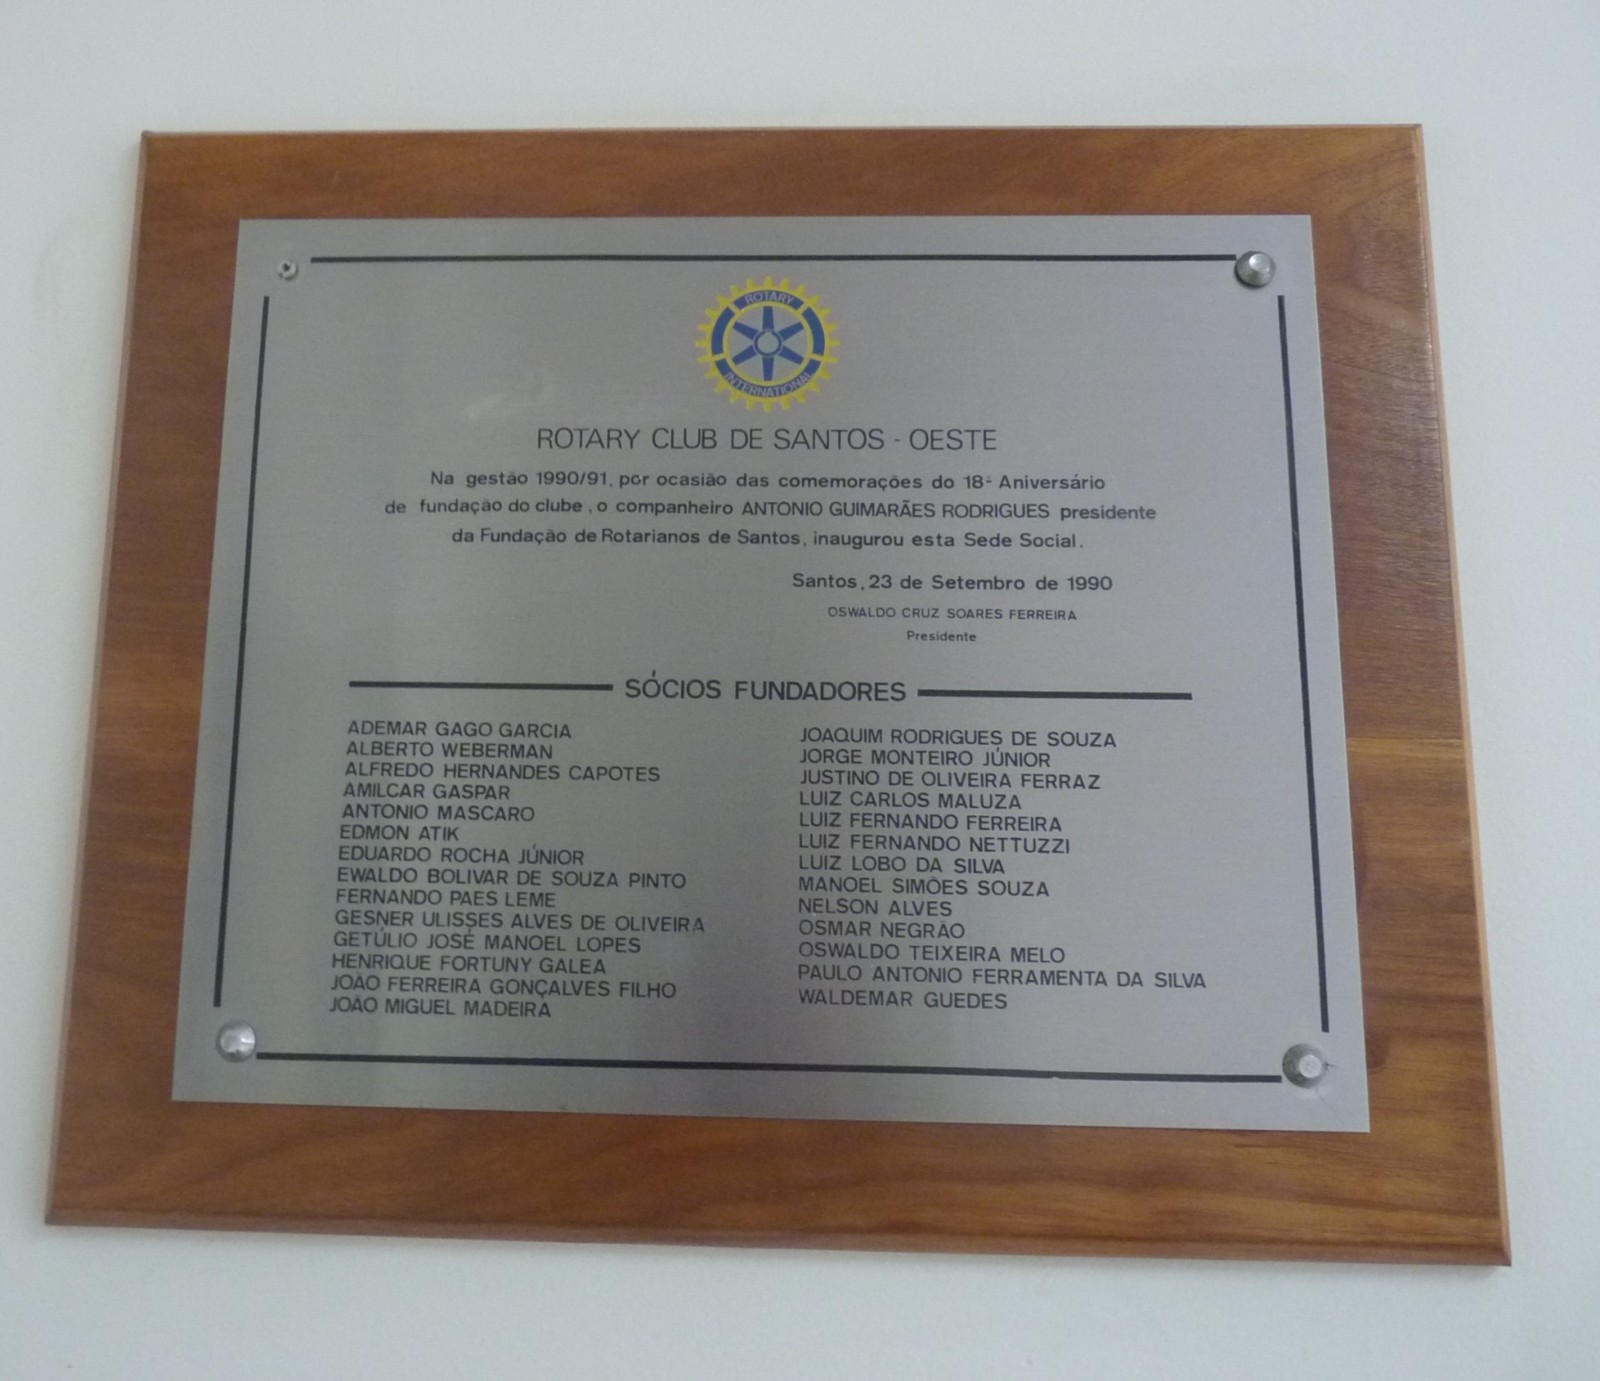 ROTARY
INTERNATIONAL
ROTARY CLUB DE SANTOS - OESTE
Na gestão 1990/91, por ocasião das comemorações do 18º Aniversário
de fundação do clube, o companheiro ANTONIO GUIMARÃES RODRIGUES presidente
da Fundação de Rotarianos de Santos, inaugurou esta Sede Social.
Santos, 23 de Setembro de 1990
OSWALDO CRUZ SOARES FERREIRA
Presidente
SÓCIOS FUNDADORES
ADEMAR GAGO GARCIA
ALBERTO WEBERMAN
ALFREDO HERNANDES CAPOTES
AMILCAR GASPAR
ANTONIO MASCARO
EDMON ATIK
EDUARDO ROCHA JÚNIOR
EWALDO BOLIVAR DE SOUZA PINTO
FERNANDO PAES LEME
GESNER ULISSES ALVES DE OLIVEIRA
GETÚLIO JOSÉ MANOEL LOPES
HENRIQUE FORTUNY GALEA
JOÃO FERREIRA GONÇALVES FILHO
JOÃO MIGUEL MADEIRA
JOAQUIM RODRIGUES DE SOUZA
JORGE MONTEIRO JÚNIOR
JUSTINO DE OLIVEIRA FERRAZ
LUIZ CARLOS MALUZA
LUIZ FERNANDO FERREIRA
LUIZ FERNANDO NETTUZZI
LUIZ LOBO DA SILVA
MANOEL SIMÕES SOUZA
NELSON ALVES
OSMAR NEGRÃO
OSWALDO TEIXEIRA MELO
PAULO ANTONIO FERRAMENTA DA SILVA
WALDEMAR GUEDES